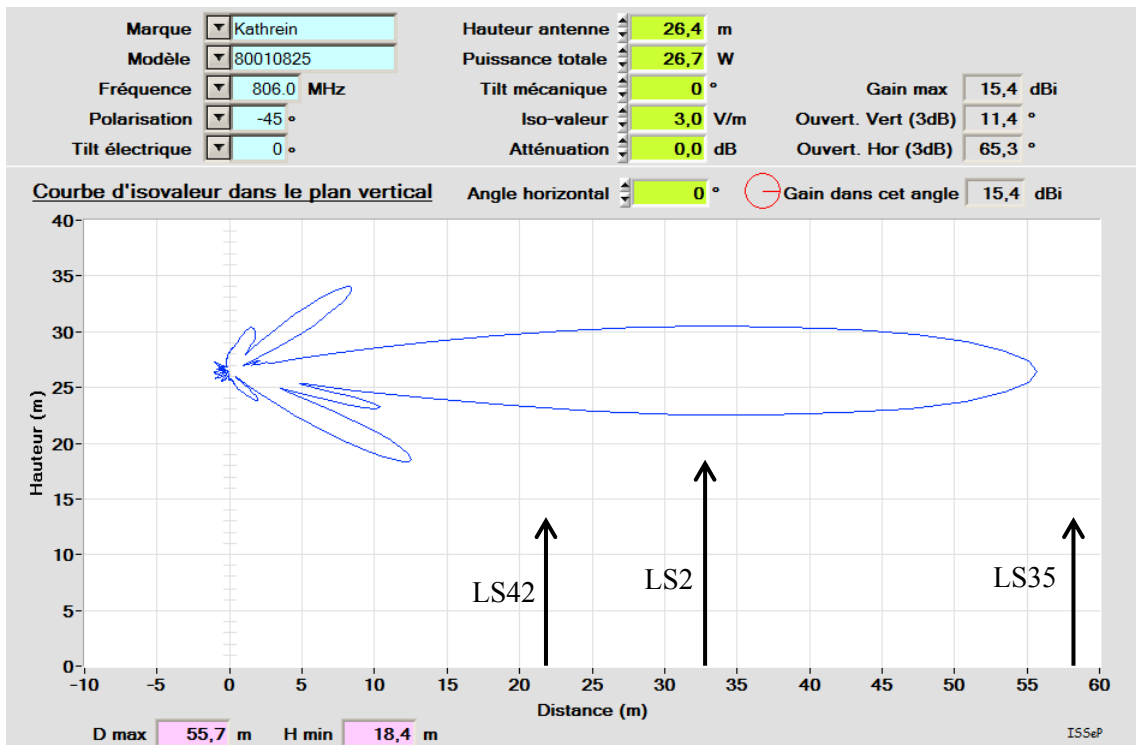 Marque Kathrein Hauteur antenne 26,4 m
Modèle 80010825 Puissance totale 26,7 W
Fréquence 806.0 MHz Tilt mécanique 0 ° Gain max 15,4 dBi
Polarisation -45 ° Iso-valeur 3,0 V/m Ouvert. Vert (3dB) 11,4 °
Tilt électrique 0 ° Atténuation 0,0 dB Ouvert. Hor (3dB) 65,3 °
Courbe d'isovaleur dans le plan vertical Angle horizontal 0 ° Gain dans cet angle 15,4 dBi
40
35
30
25
20
15
10
5
0
Hauteur (m)
LS42 LS2 LS35
-10 -5 0 5 10 15 20 25 30 35 40 45 50 55 60
Distance (m)
D max 55,7 m H min 18,4 m ISSeP